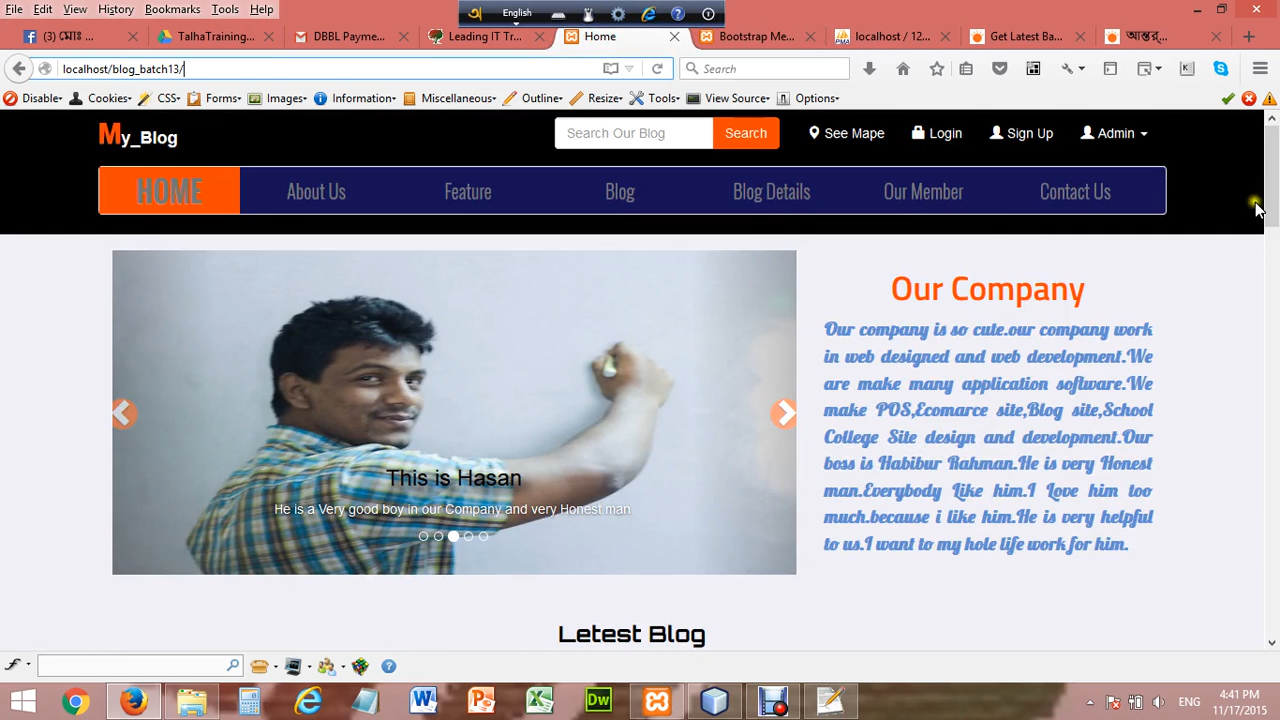 English
File Edit View History Bookmarks Tools Help
(3) মোঃ ... TalhaTraining... DBBL Payme... Leading IT Tr... Home Bootstrap Me... localhost / 12... Get Latest Ba... আন্তর্...
localhost/blog_batch13/ Search
Disable Cookies CSS Forms Images Information Miscellaneous Outline Resize Tools View Source Options
My_Blog Search Our Blog Search See Mape Login Sign Up Admin
HOME About Us Feature Blog Blog Details Our Member Contact Us
Our Company
Our company is so cute.our company work
in web designed and web development.We
are make many application software.We
make POS,Ecomarce site,Blog site,School
College Site design and development.Our
boss is Habibur Rahman.He is very Honest
man.Everybody Like him.I Love him too
much.because i like him.He is very helpful
to us.I want to my hole life work for him.
This is Hasan
He is a Very good boy in our Company and very Honest man
Letest Blog
ENG 4:41 PM
11/17/2015